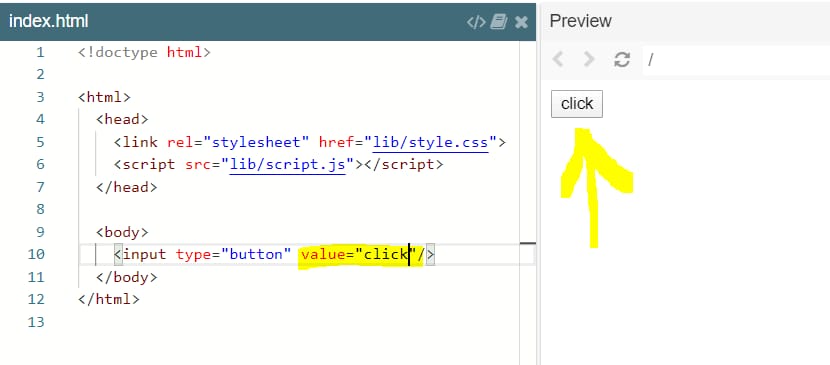 index.html
Preview
/
1 <!doctype html>
2
3 <html>
4 <head>
5 <link rel="stylesheet" href="lib/style.css">
6 <script src="lib/script.js"></script>
7 </head>
8
9 <body>
10 <input type="button" value="click"/>
11 </body>
12 </html>
13
click